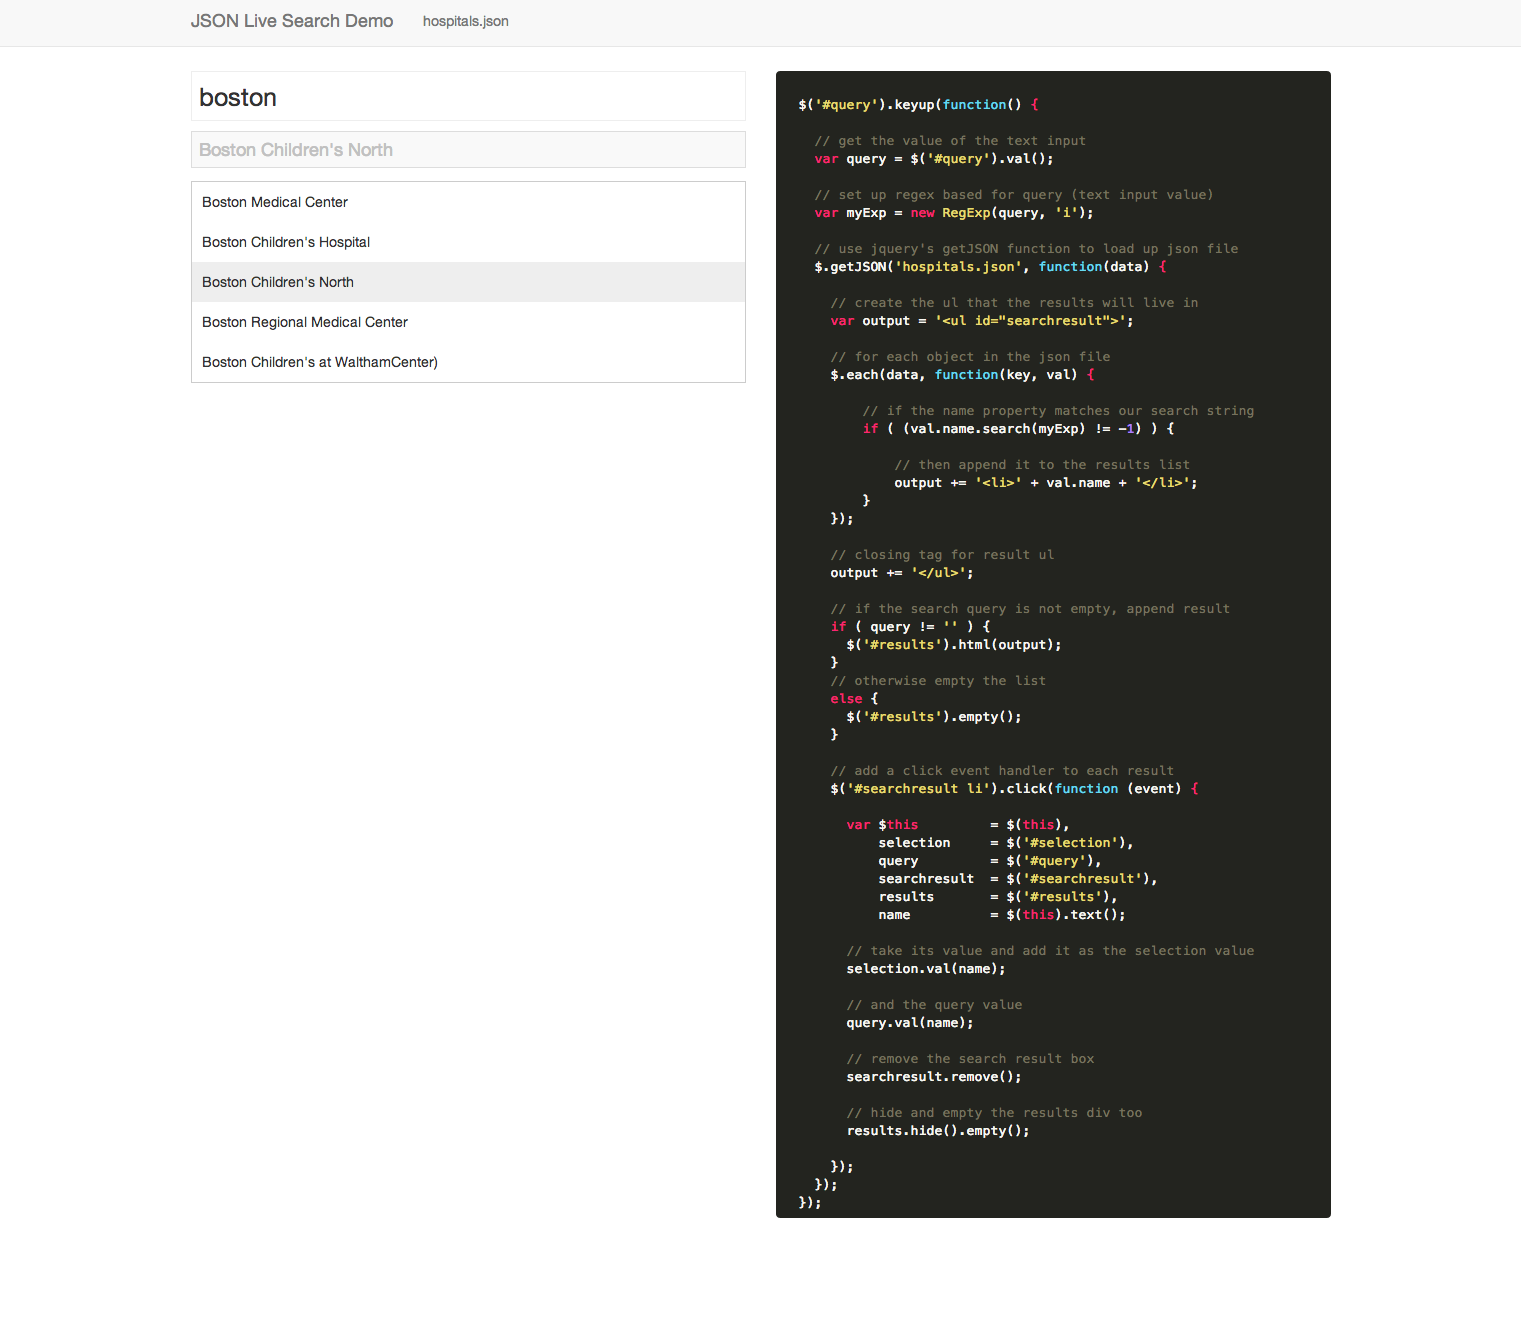 JSON Live Search Demo hospitals.json
boston
Boston Children's North
Boston Medical Center
Boston Children's Hospital
Boston Children's North
Boston Regional Medical Center
Boston Children's at WalthamCenter)
$('#query').keyup(function() {
// get the value of the text input
var query = $('#query').val();
// set up regex based for query (text input value)
var myExp = new RegExp(query, 'i');
// use jquery's getJSON function to load up json file
$.getJSON('hospitals.json', function(data) {
// create the ul that the results will live in
var output = '<ul id="searchresult">';
// for each object in the json file
$.each(data, function(key, val) {
// if the name property matches our search string
if ( (val.name.search(myExp) != -1) ) {
// then append it to the results list
output += '<li>' + val.name + '</li>';
}
});
// closing tag for result ul
output += '</ul>';
// if the search query is not empty, append result
if ( query != '' ) {
$('#results').html(output);
}
// otherwise empty the list
else {
$('#results').empty();
}
// add a click event handler to each result
$('#searchresult li').click(function (event) {
var $this = $(this),
selection = $('#selection'),
query = $('#query'),
searchresult = $('#searchresult'),
results = $('#results'),
name = $(this).text();
// take its value and add it as the selection value
selection.val(name);
// and the query value
query.val(name);
// remove the search result box
searchresult.remove();
// hide and empty the results div too
results.hide().empty();
});
});
});